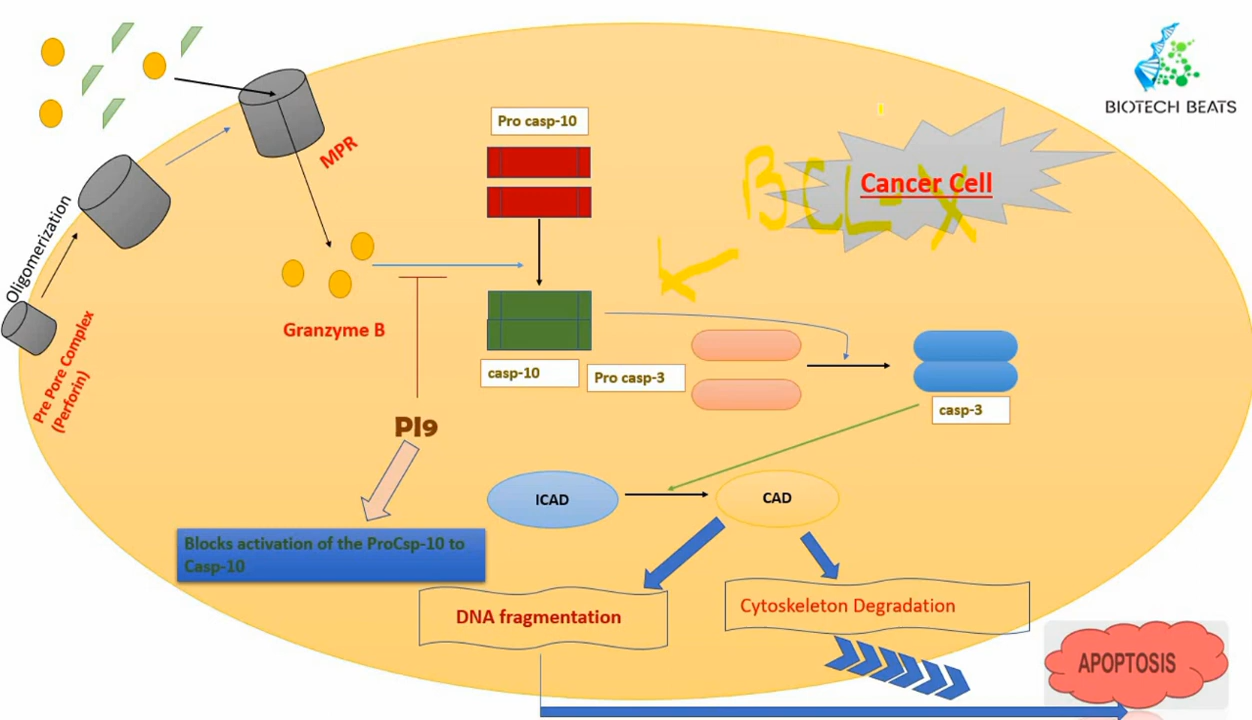 BIOTECH BEATS
Pro casp-10
MPR
Cancer Cell
BCL-X
Oligomerization
Pre Pore Complex
(Perforin)
Granzyme B
casp-10
Pro casp-3
casp-3
PI9
ICAD
CAD
Blocks activation of the ProCsp-10 to
Casp-10
DNA fragmentation
Cytoskeleton Degradation
APOPTOSIS